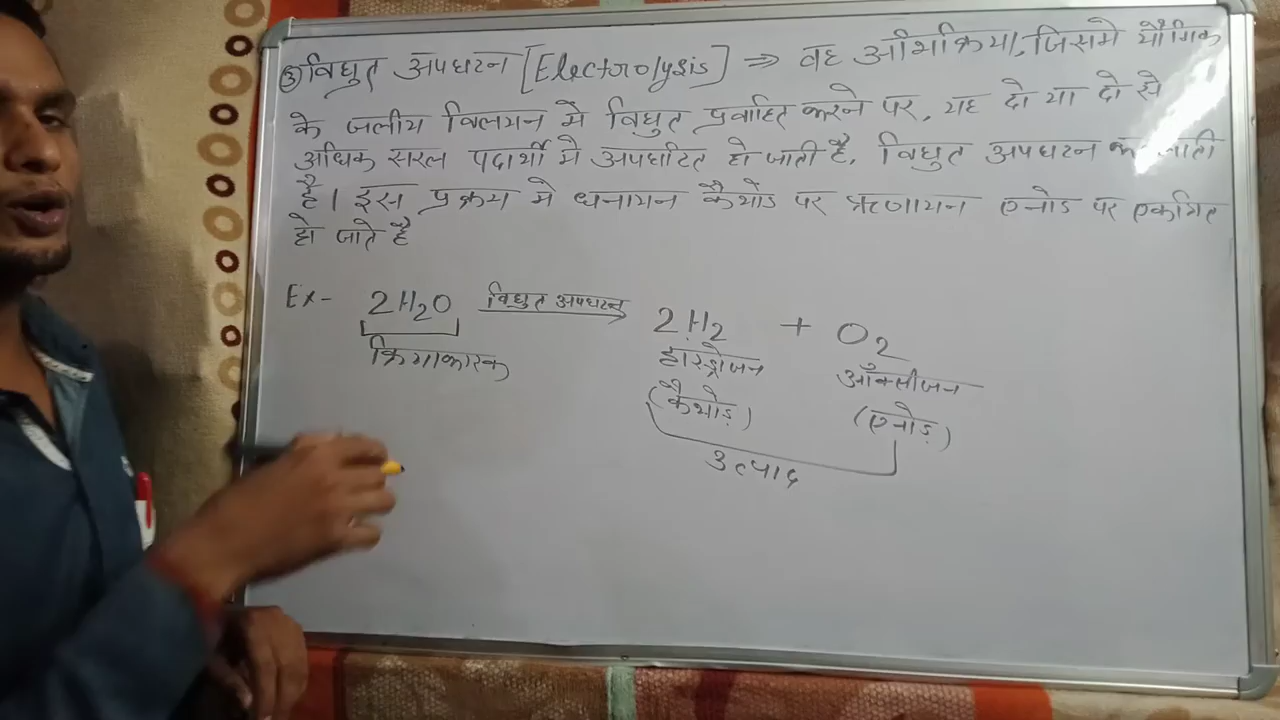 ③ विधुत अपघटन [Electrolysis] ⇒ वह अभिक्रिया, जिसमे यौगिक
के जलीय विलयन मे विधुत प्रवाहित करने पर, यह दो या दो से
अधिक सरल पदार्थो मे अपघटित हो जाती है, विधुत अपघटन जाती
है। इस प्रक्रम मे धनायन कैथोड पर ऋणायन एनोड पर एकत्रित
हो जाते है
Ex- 2H₂O विधुत अपघटन → 2H₂ + O₂
क्रियाकारक हाइड्रोजन ऑक्सीजन
(कैथोड़) (एनोड़)
उत्पाद